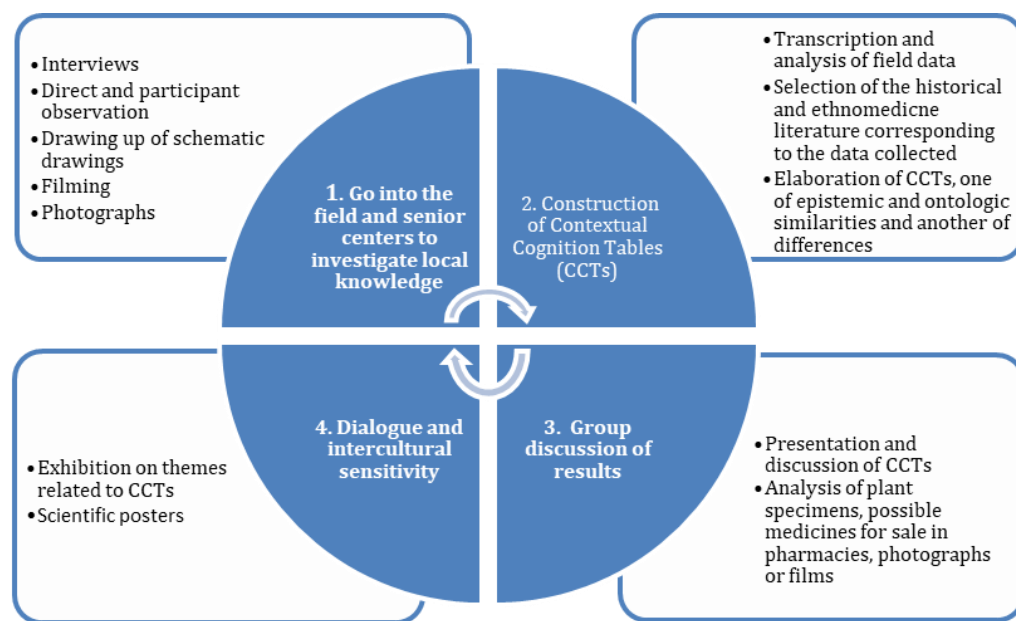 •Interviews
•Direct and participant
observation
•Drawing up of schematic
drawings
•Filming
•Photographs
1. Go into the
field and senior
centers to
investigate local
knowledge
2. Construction
of Contextual
Cognition Tables
(CCTs)
•Transcription and
analysis of field data
•Selection of the historical
and ethnomedicne
literature corresponding
to the data collected
•Elaboration of CCTs, one
of epistemic and ontologic
similarities and another of
differences
•Exhibition on themes
related to CCTs
•Scientific posters
4. Dialogue and
intercultural
sensitivity
3. Group
discussion of
results
•Presentation and
discussion of CCTs
•Analysis of plant
specimens, possible
medicines for sale in
pharmacies, photographs
or films